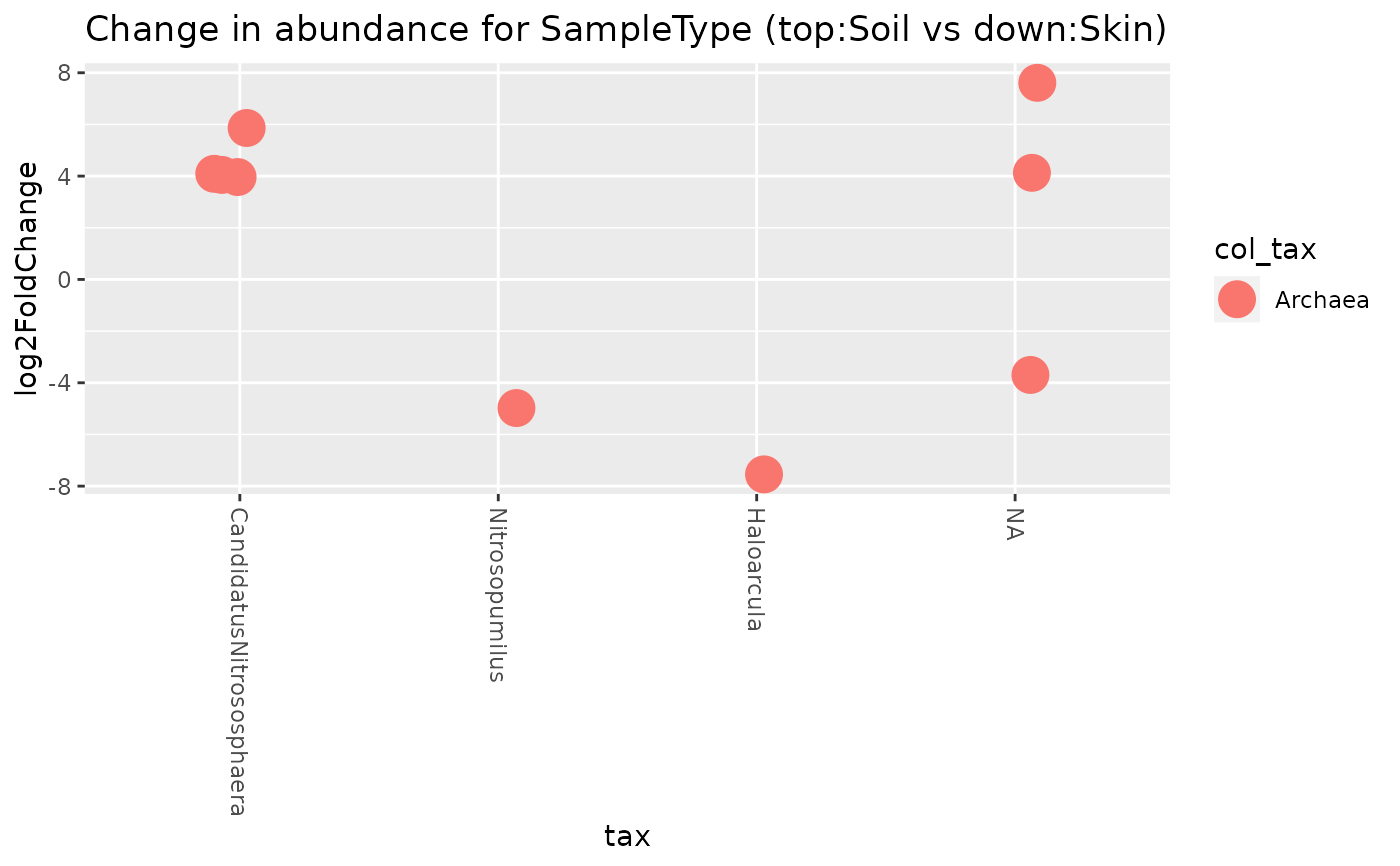 Change in abundance for SampleType (top:Soil vs down:Skin)
8
4
0
-4
-8
log2FoldChange
CandidatusNitrososphaera
Nitrosopumilus
Haloarcula
NA
tax
col_tax
Archaea